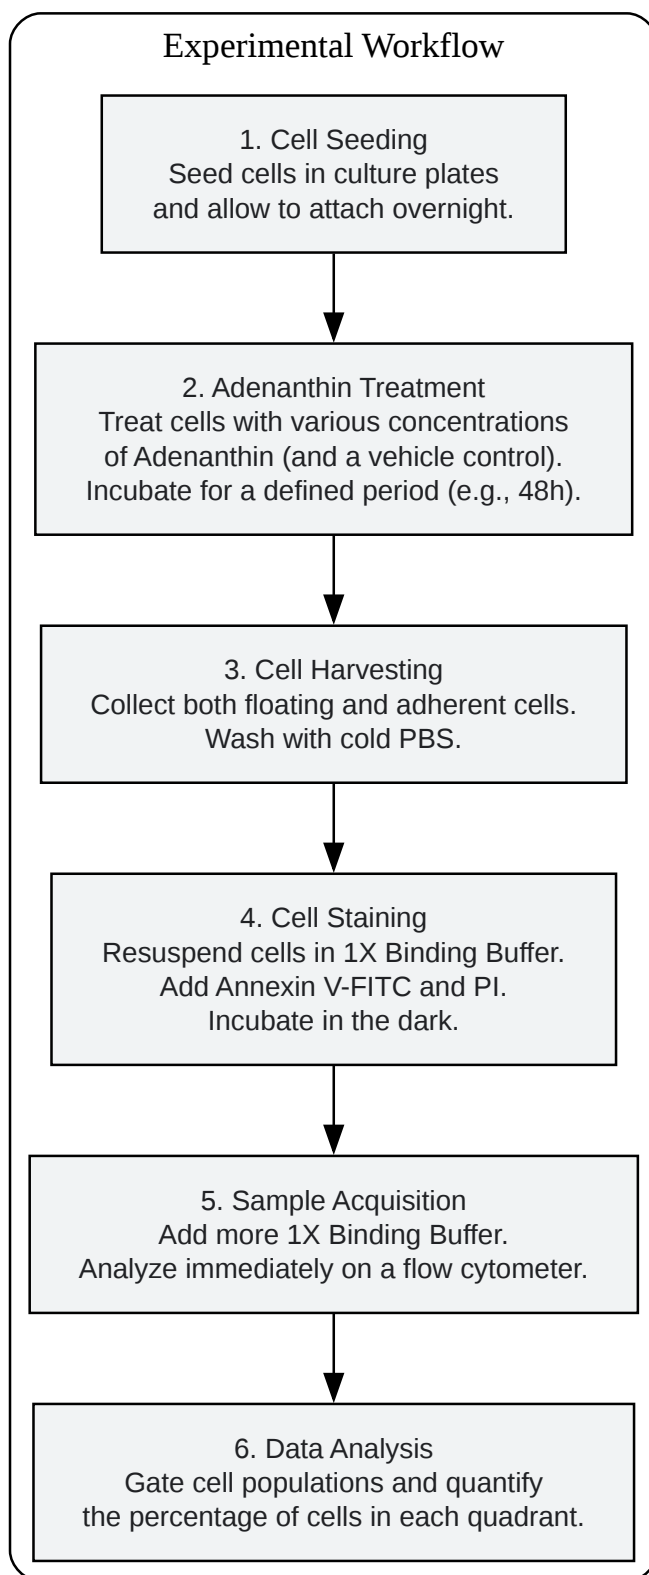 Experimental Workflow
1. Cell Seeding
Seed cells in culture plates
and allow to attach overnight.
2. Adenanthin Treatment
Treat cells with various concentrations
of Adenanthin (and a vehicle control).
Incubate for a defined period (e.g., 48h).
3. Cell Harvesting
Collect both floating and adherent cells.
Wash with cold PBS.
4. Cell Staining
Resuspend cells in 1X Binding Buffer.
Add Annexin V-FITC and PI.
Incubate in the dark.
5. Sample Acquisition
Add more 1X Binding Buffer.
Analyze immediately on a flow cytometer.
6. Data Analysis
Gate cell populations and quantify
the percentage of cells in each quadrant.